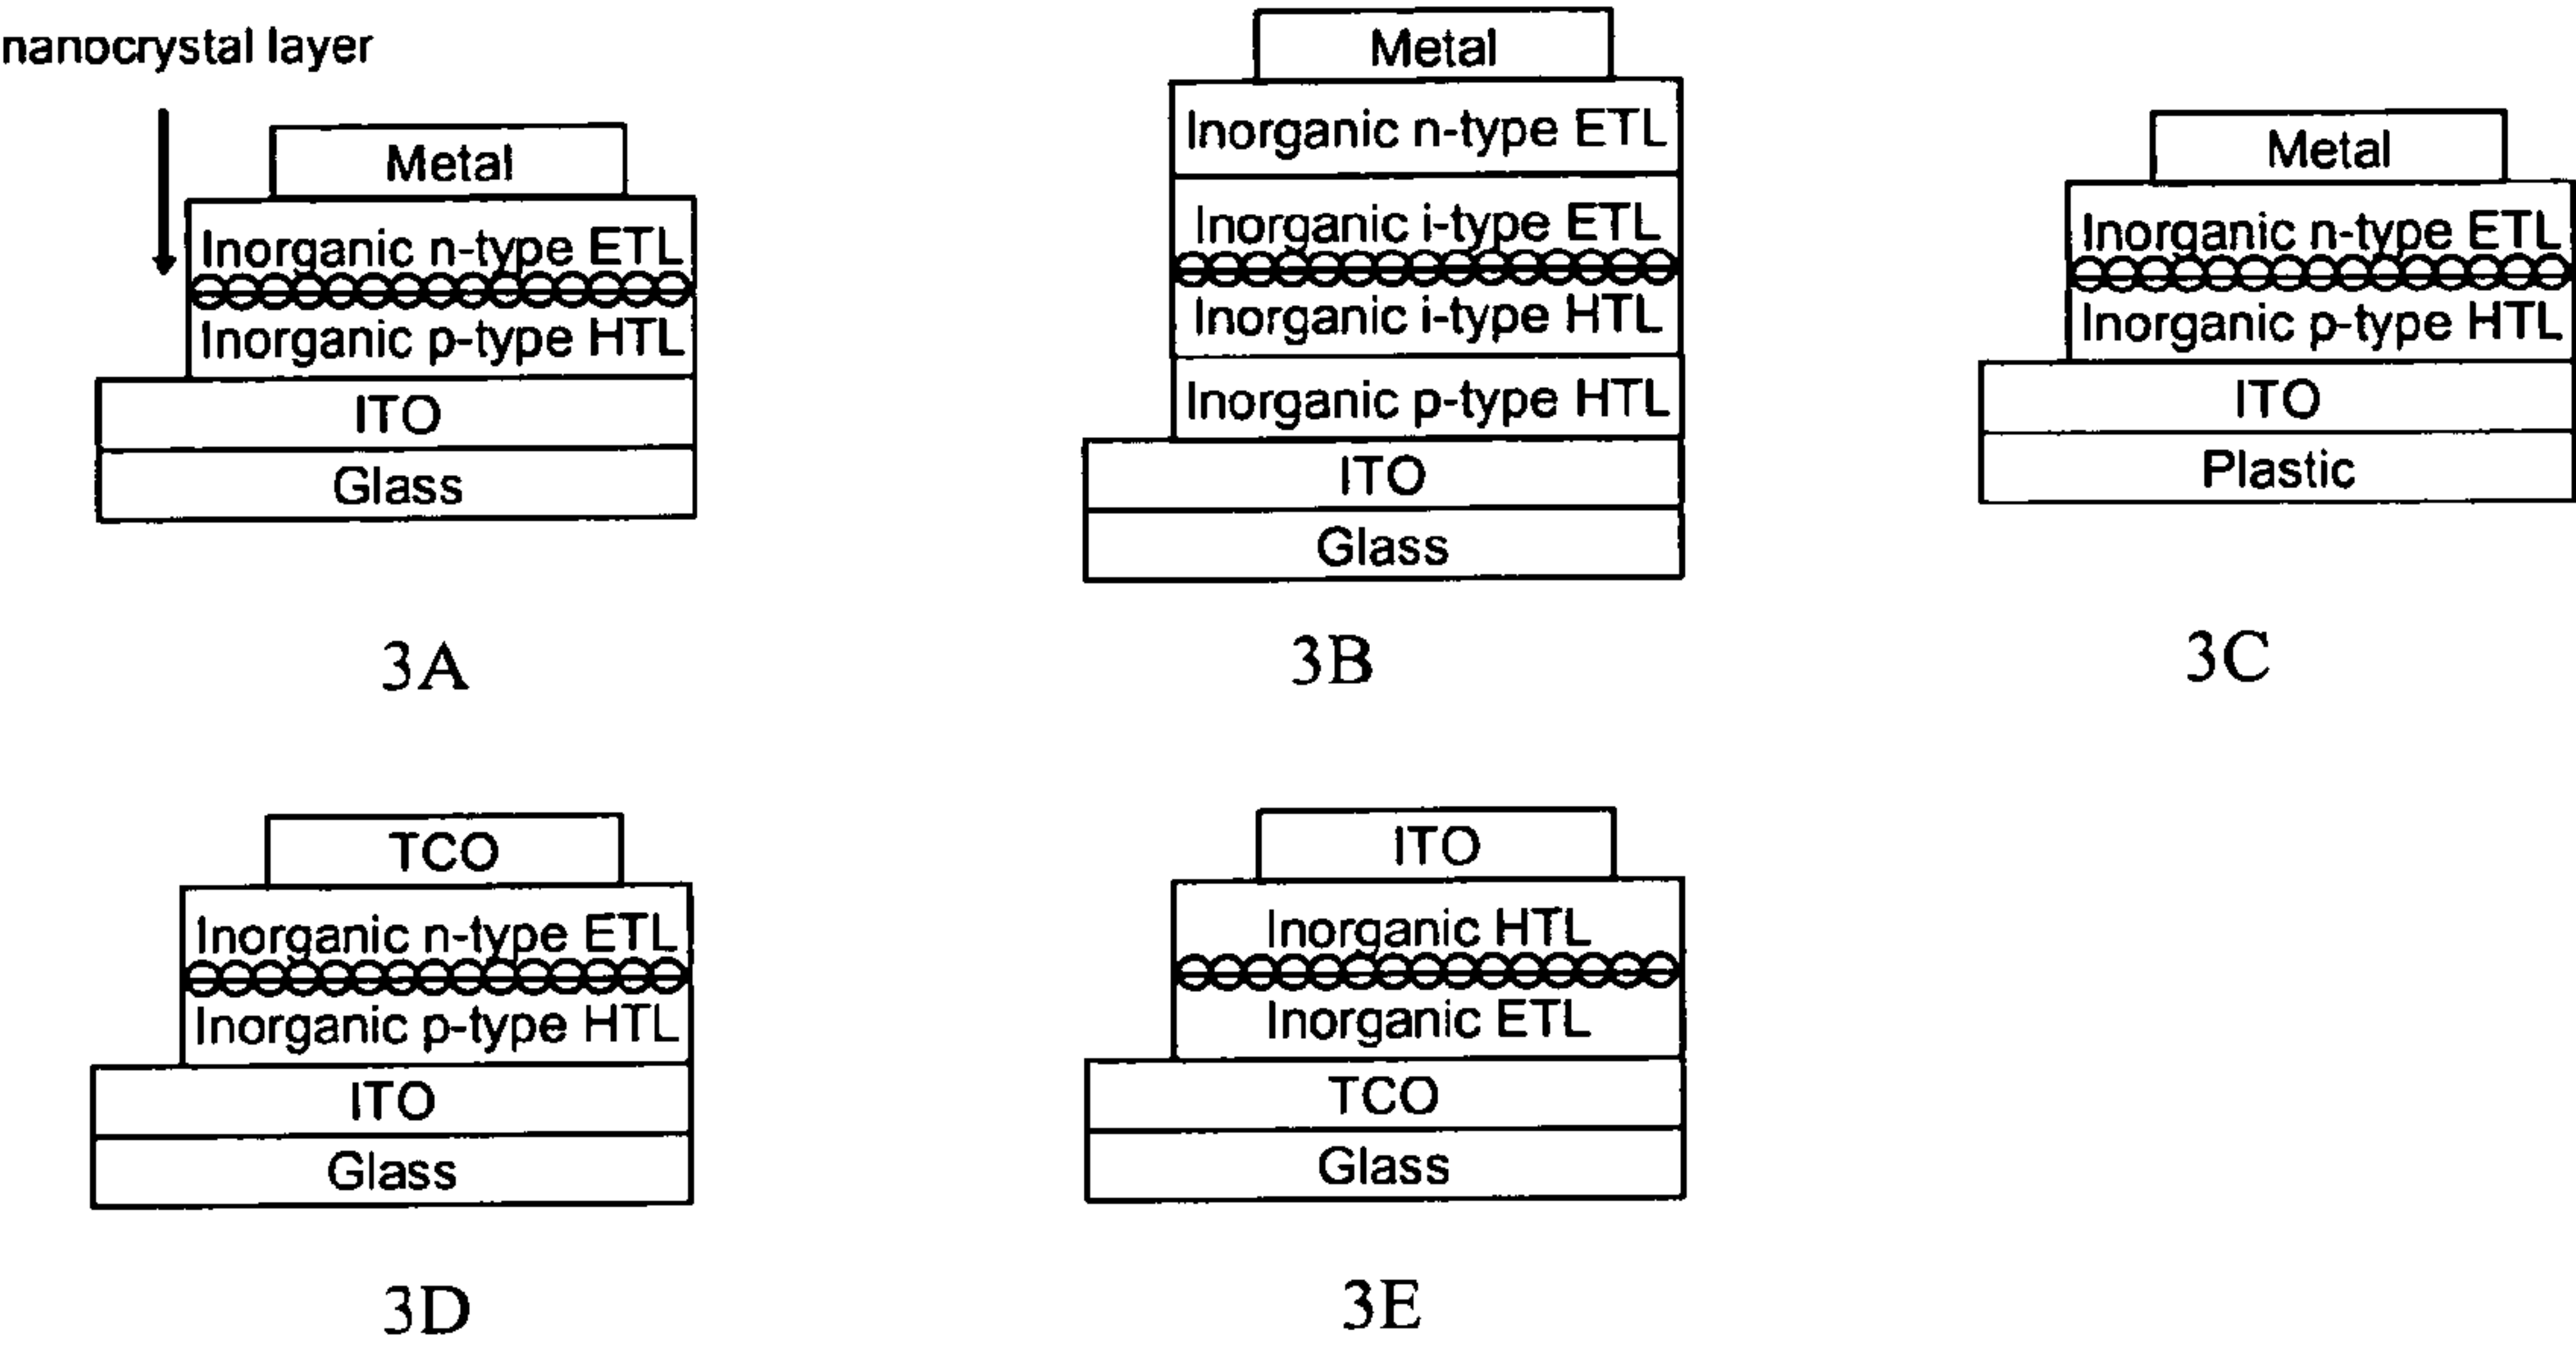 nanocrystal layer
Metal
Inorganic n-type ETL
Inorganic p-type HTL
ITO
Glass
3A
Metal
Inorganic n-type ETL
Inorganic i-type ETL
Inorganic i-type HTL
Inorganic p-type HTL
ITO
Glass
3B
Metal
Inorganic n-type ETL
Inorganic p-type HTL
ITO
Plastic
3C
TCO
Inorganic n-type ETL
Inorganic p-type HTL
ITO
Glass
3D
ITO
Inorganic HTL
Inorganic ETL
TCO
Glass
3E